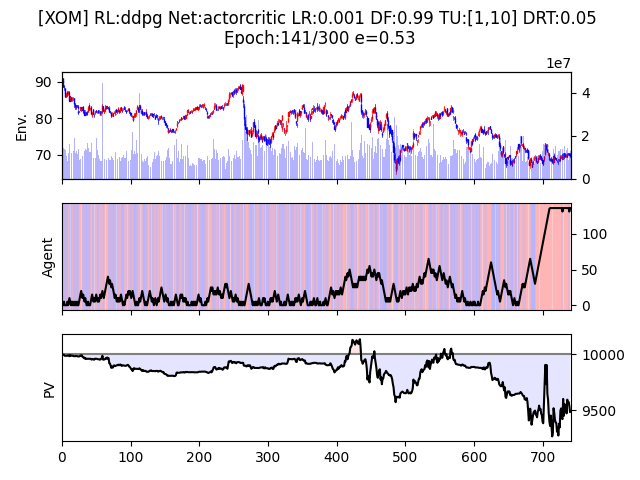 [XOM] RL:ddpg Net:actorcritic LR:0.001 DF:0.99 TU:[1,10] DRT:0.05
Epoch:141/300 e=0.53
1e7
90
80
70
Env.
4
2
0
Agent
100
50
0
PV
10000
9500
0 100 200 300 400 500 600 700